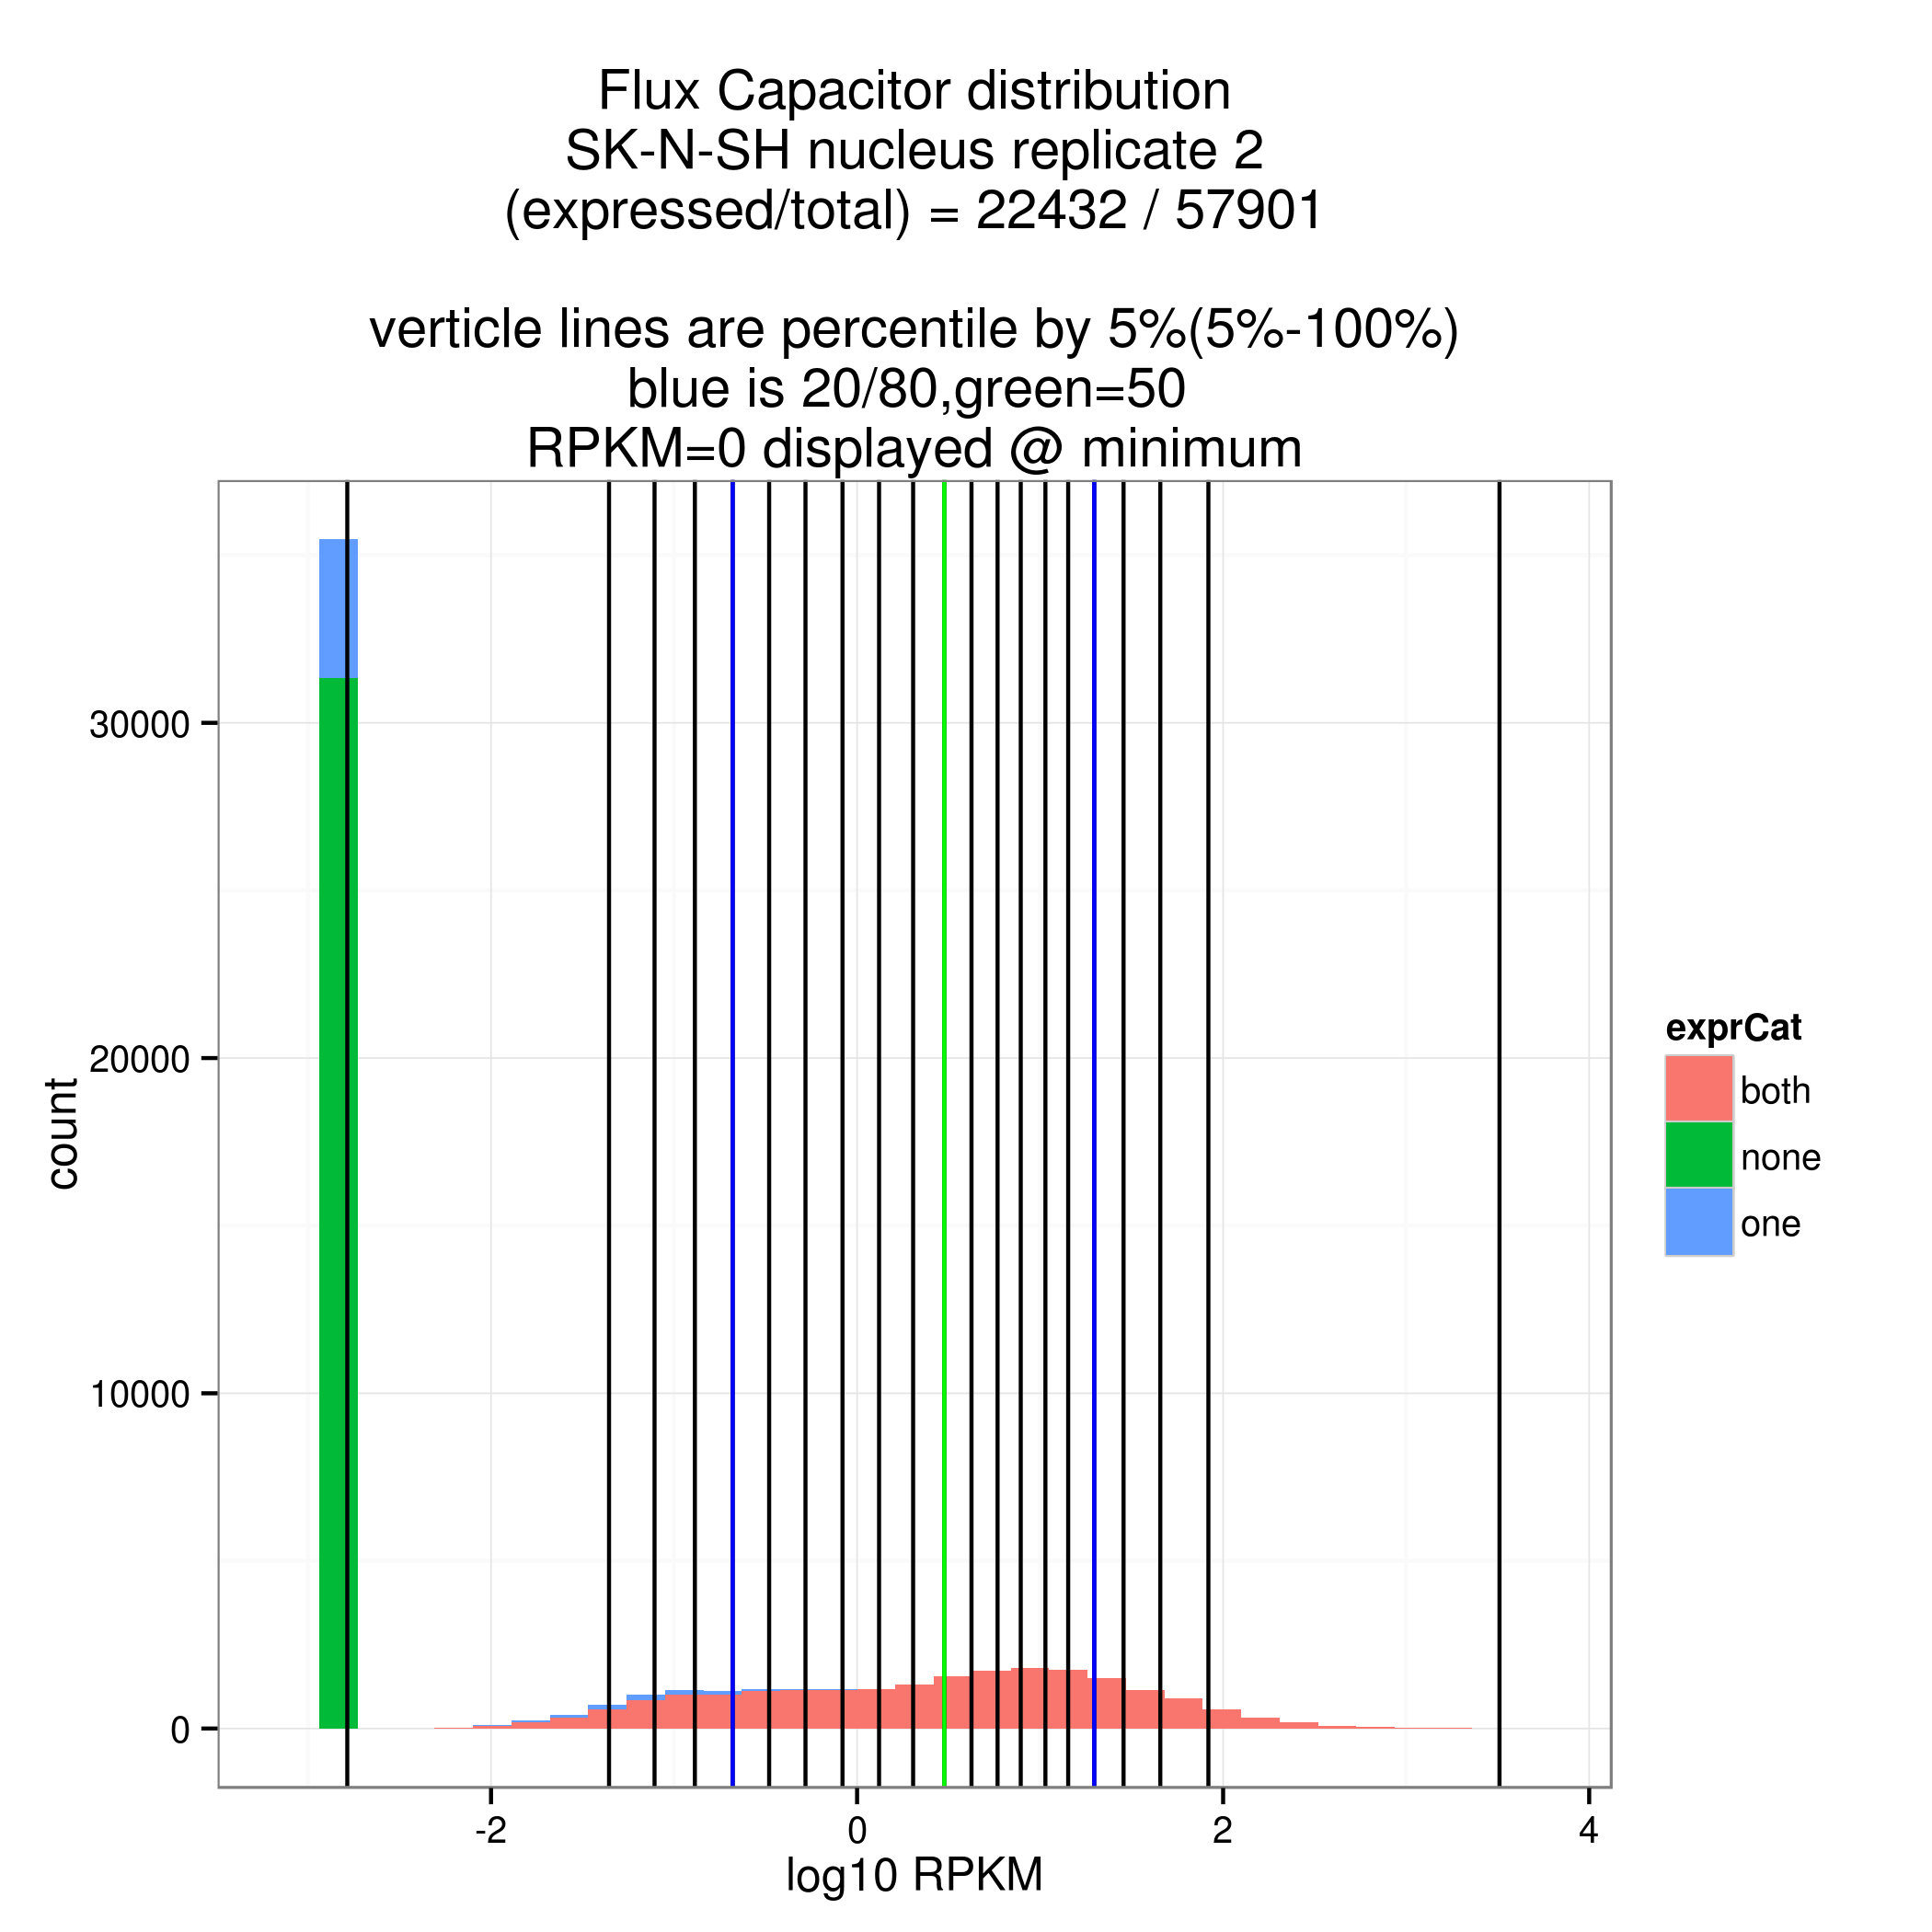 Flux Capacitor distribution
SK-N-SH nucleus replicate 2
(expressed/total) = 22432 / 57901
verticle lines are percentile by 5%(5%-100%)
blue is 20/80,green=50
RPKM=0 displayed @ minimum
30000
20000
10000
0
count
-2
0
2
4
log10 RPKM
exprCat
both
none
one